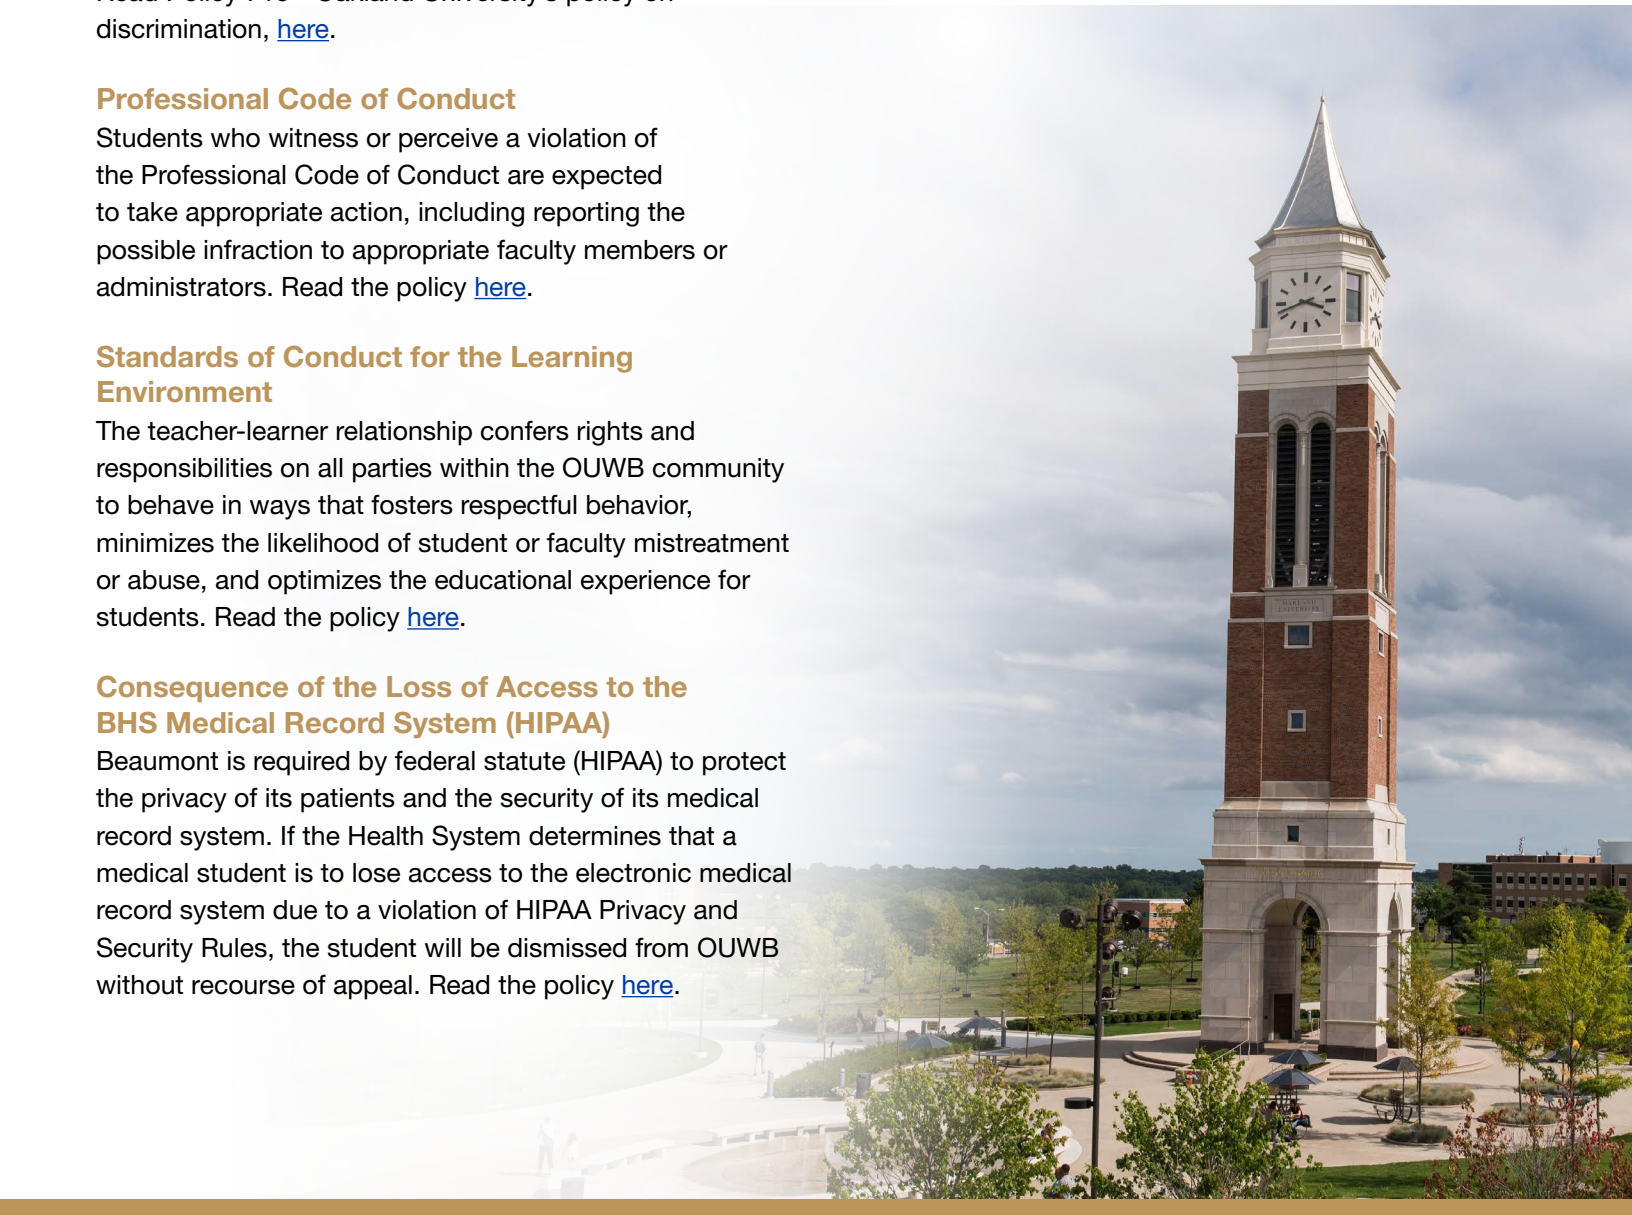 discrimination, here.
Professional Code of Conduct
Students who witness or perceive a violation of
the Professional Code of Conduct are expected
to take appropriate action, including reporting the
possible infraction to appropriate faculty members or
administrators. Read the policy here.
Standards of Conduct for the Learning
Environment
The teacher-learner relationship confers rights and
responsibilities on all parties within the OUWB community
to behave in ways that fosters respectful behavior,
minimizes the likelihood of student or faculty mistreatment
or abuse, and optimizes the educational experience for
students. Read the policy here.
Consequence of the Loss of Access to the
BHS Medical Record System (HIPAA)
Beaumont is required by federal statute (HIPAA) to protect
the privacy of its patients and the security of its medical
record system. If the Health System determines that a
medical student is to lose access to the electronic medical
record system due to a violation of HIPAA Privacy and
Security Rules, the student will be dismissed from OUWB
without recourse of appeal. Read the policy here.
OAKLAND
UNIVERSITY